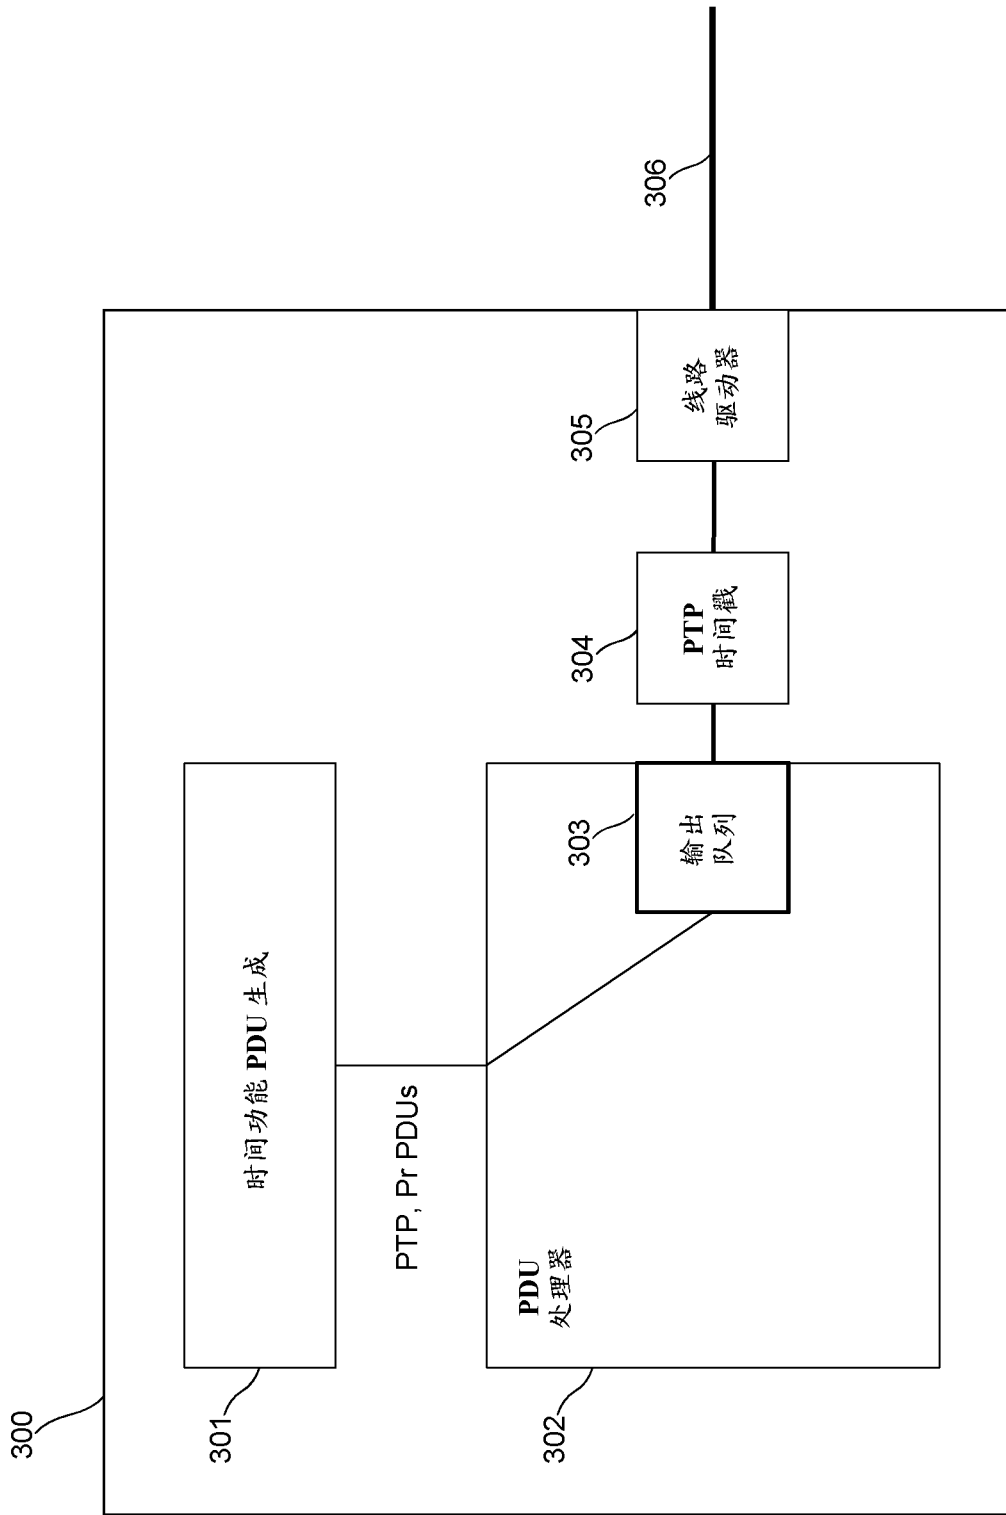 300
301
时间功能 PDU 生成
PTP, Pr PDUs
302
PDU
处理器
303
输出
队列
304
PTP
时间戳
305
线路
驱动器
306